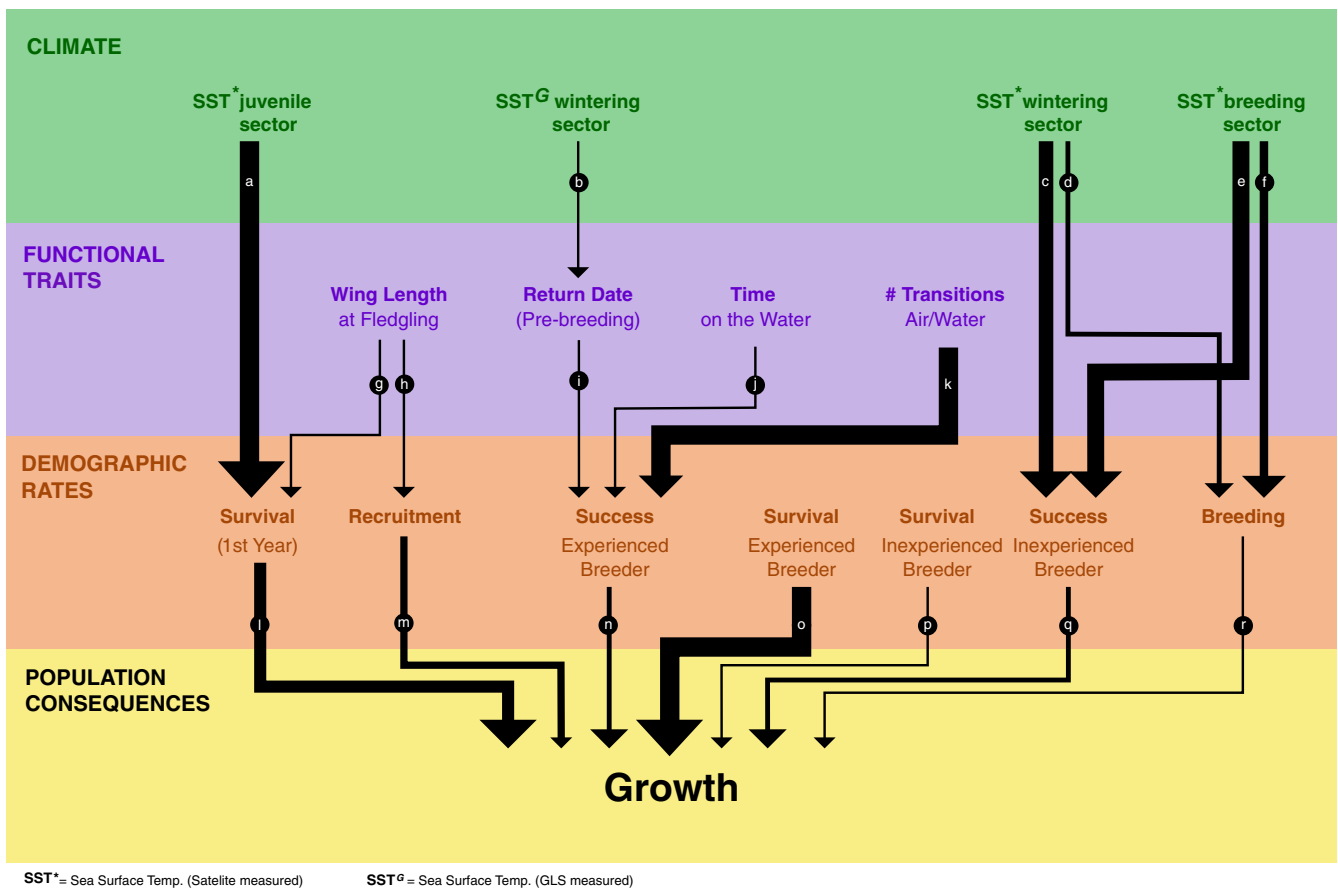 CLIMATE
SST*juvenile
sector
SSTG wintering
sector
SST*wintering
sector
SST*breeding
sector
a
b
c
d
e
f
FUNCTIONAL
TRAITS
Wing Length
at Fledgling
Return Date
(Pre-breeding)
Time
on the Water
# Transitions
Air/Water
g
h
i
j
k
DEMOGRAPHIC
RATES
Survival
(1st Year)
Recruitment
Success
Experienced
Breeder
Survival
Experienced
Breeder
Survival
Inexperienced
Breeder
Success
Inexperienced
Breeder
Breeding
l
m
n
o
p
q
r
POPULATION
CONSEQUENCES
Growth
SST*= Sea Surface Temp. (Satelite measured)
SSTG = Sea Surface Temp. (GLS measured)